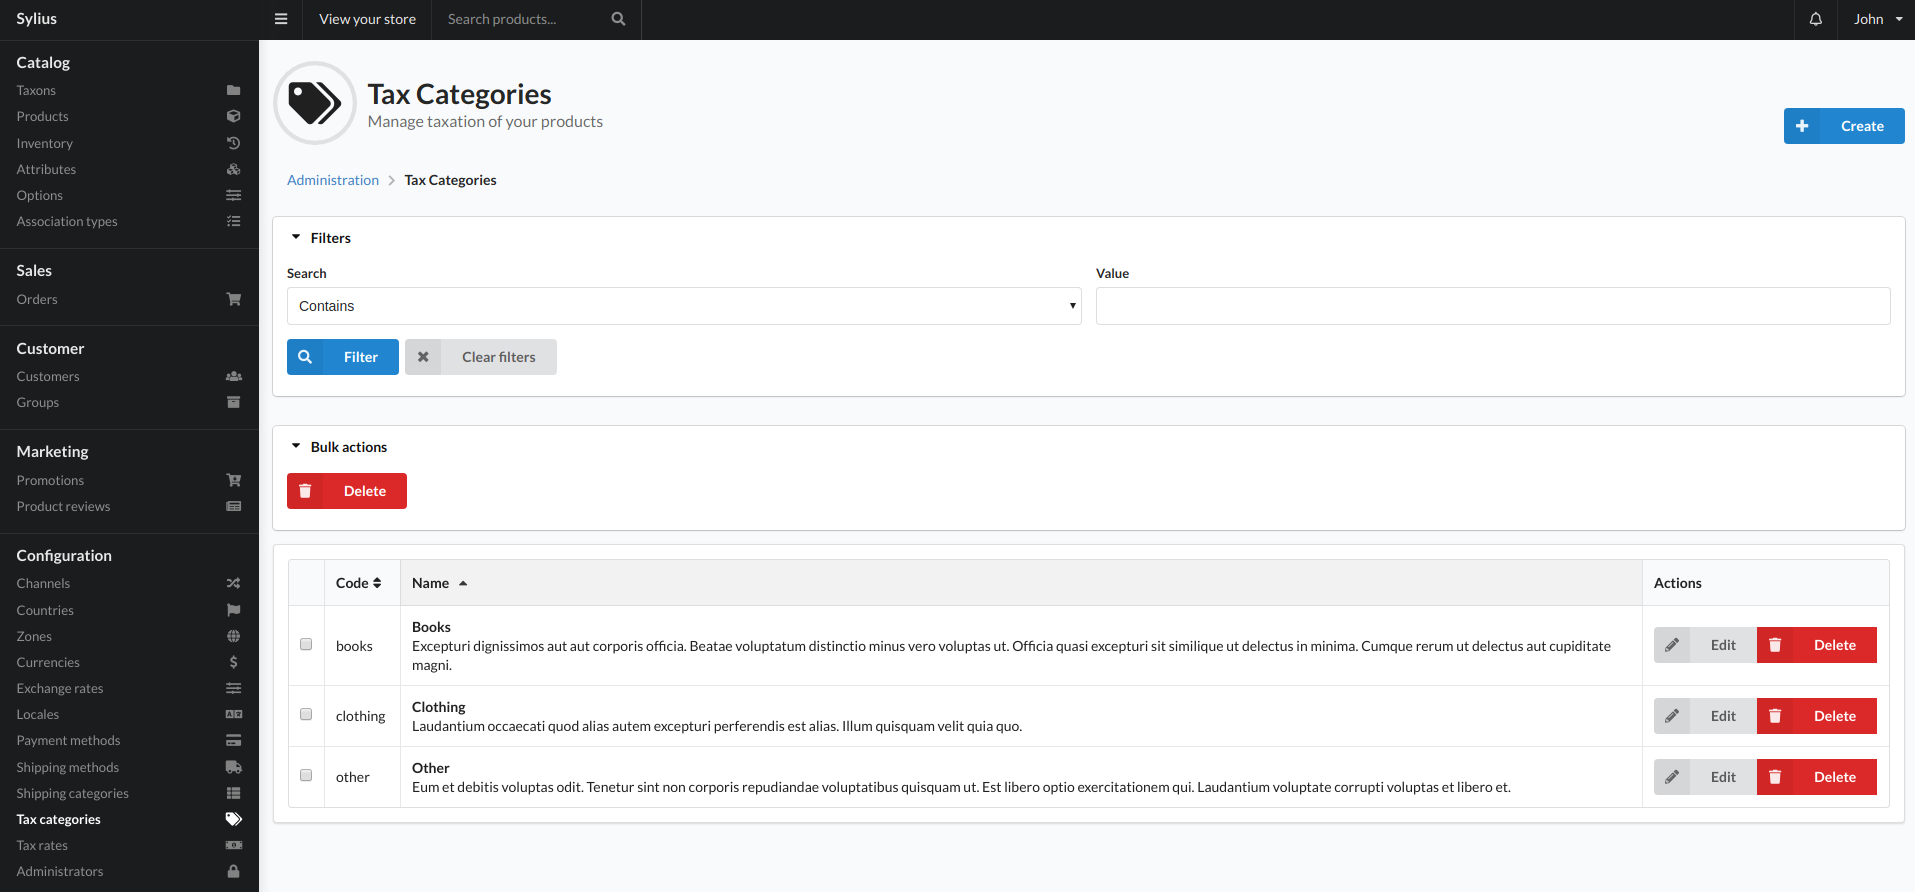 Sylius
View your store
Search products...
John
Catalog
Taxons
Products
Inventory
Attributes
Options
Association types
Sales
Orders
Customer
Customers
Groups
Marketing
Promotions
Product reviews
Configuration
Channels
Countries
Zones
Currencies
Exchange rates
Locales
Payment methods
Shipping methods
Shipping categories
Tax categories
Tax rates
Administrators
Tax Categories
Manage taxation of your products
Create
Administration
Tax Categories
Filters
Search
Value
Contains
Filter
Clear filters
Bulk actions
Delete
Code
Name
Actions
books
Books
Excepturi dignissimos aut aut corporis officia. Beatae voluptatum distinctio minus vero voluptas ut. Officia quasi excepturi sit similique ut delectus in minima. Cumque rerum ut delectus aut cupiditate
magni.
Edit
Delete
clothing
Clothing
Laudantium occaecati quod alias autem excepturi perferendis est alias. Illum quisquam velit quia quo.
Edit
Delete
other
Other
Eum et debitis voluptas odit. Tenetur sint non corporis repudiandae voluptatibus quisquam ut. Est libero optio exercitationem qui. Laudantium voluptate corrupti voluptas et libero et.
Edit
Delete